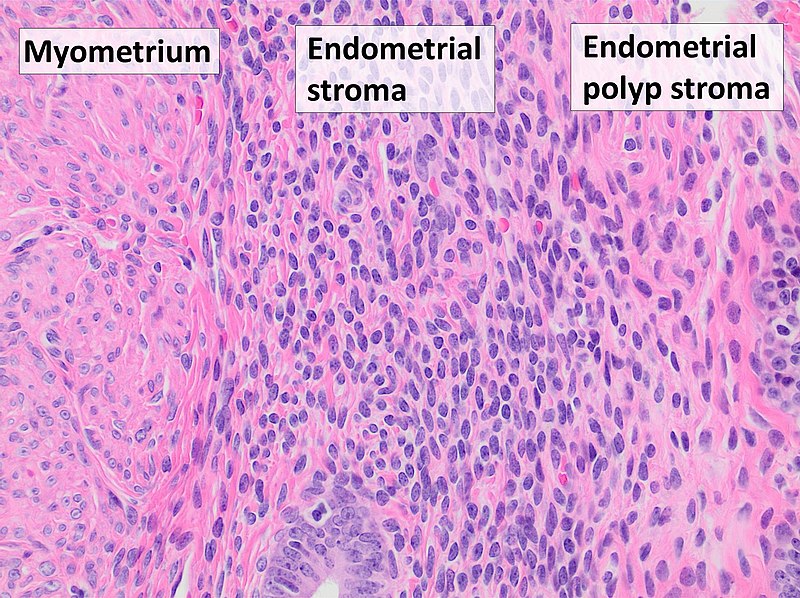 Myometrium
Endometrial
stroma
Endometrial
polyp stroma